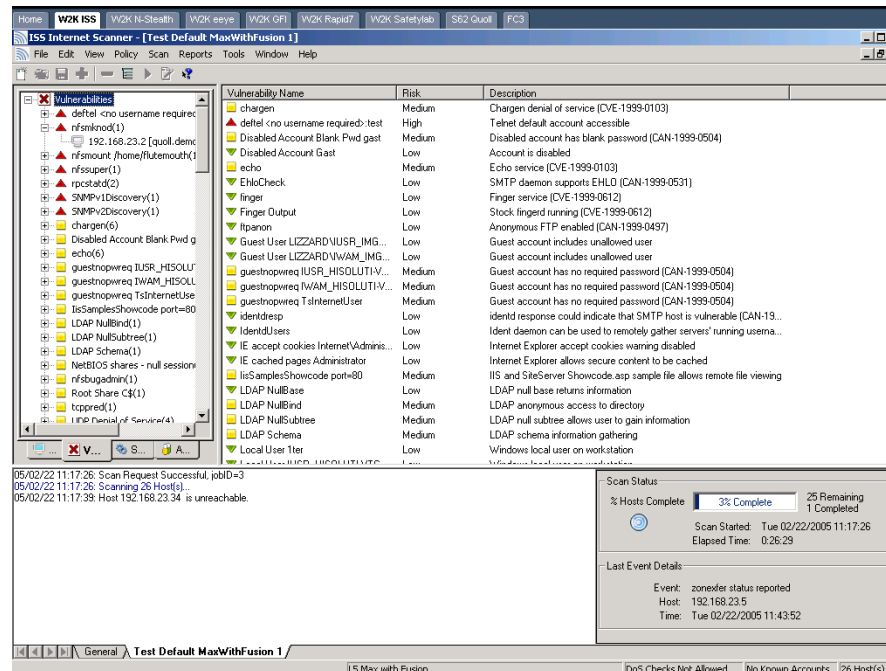 Home W2K ISS W2K N-Stealth W2K eeye W2K GFI W2K Rapid7 W2K Safetylab S62 Quoll FC3
ISS Internet Scanner - [Test Default MaxWithFusion 1]
File Edit View Policy Scan Reports Tools Window Help
Vulnerabilities
deftel <no username required
nfsmknod(1)
192.168.23.2 [quoll.demo
nfsmount /home/flutemouth(1
nfssuper(1)
rpcstatd(2)
SNMPv1Discovery(1)
SNMPv2Discovery(1)
chargen(6)
Disabled Account Blank Pwd g
echo(6)
guestnopwreq IUSR_HISOLU
guestnopwreq IWAM_HISOLU
guestnopwreq TsInternetUse
IisSamplesShowcode port=80
LDAP NullBind(1)
LDAP NullSubtree(1)
LDAP Schema(1)
NetBIOS shares - null session
nfsbugadmin(1)
Root Share C$(1)
tcppred(1)
UDP Denial of Service(4)
... V... S... A...
Vulnerability Name Risk Description
chargen Medium Chargen denial of service (CVE-1999-0103)
deftel <no username required>:test High Telnet default account accessible
Disabled Account Blank Pwd gast Medium Disabled account has blank password (CAN-1999-0504)
Disabled Account Gast Low Account is disabled
echo Medium Echo service (CVE-1999-0103)
EhloCheck Low SMTP daemon supports EHLO (CAN-1999-0531)
finger Low Finger service (CVE-1999-0612)
Finger Output Low Stock fingerd running (CVE-1999-0612)
ftpanon Low Anonymous FTP enabled (CAN-1999-0497)
Guest User LIZZARD\IUSR_IMG... Low Guest account includes unallowed user
Guest User LIZZARD\IWAM_IMG... Low Guest account includes unallowed user
guestnopwreq IUSR_HISOLUTI-V... Medium Guest account has no required password (CAN-1999-0504)
guestnopwreq IWAM_HISOLUTI-V... Medium Guest account has no required password (CAN-1999-0504)
guestnopwreq TsInternetUser Medium Guest account has no required password (CAN-1999-0504)
identdresp Low identd response could indicate that SMTP host is vulnerable (CAN-19...
IdentdUsers Low Ident daemon can be used to remotely gather servers' running userna...
IE accept cookies Internet\Adminis... Low Internet Explorer accept cookies warning disabled
IE cached pages Administrator Low Internet Explorer allows secure content to be cached
IisSamplesShowcode port=80 Medium IIS and SiteServer Showcode.asp sample file allows remote file viewing
LDAP NullBase Low LDAP null base returns information
LDAP NullBind Medium LDAP anonymous access to directory
LDAP NullSubtree Medium LDAP null subtree allows user to gain information
LDAP Schema Medium LDAP schema information gathering
Local User 1ter Low Windows local user on workstation
05/02/22 11:17:26: Scan Request Successful, jobID=3
05/02/22 11:17:26: Scanning 26 Host(s)...
05/02/22 11:17:39: Host 192.168.23.34 is unreachable.
Scan Status
% Hosts Complete 3% Complete 25 Remaining
1 Completed
Scan Started: Tue 02/22/2005 11:17:26
Elapsed Time: 0:26:29
Last Event Details
Event: zonexfer status reported
Host: 192.168.23.5
Time: Tue 02/22/2005 11:43:52
General Test Default MaxWithFusion 1
L5 Max with Fusion DoS Checks Not Allowed No Known Accounts 26 Host(s)